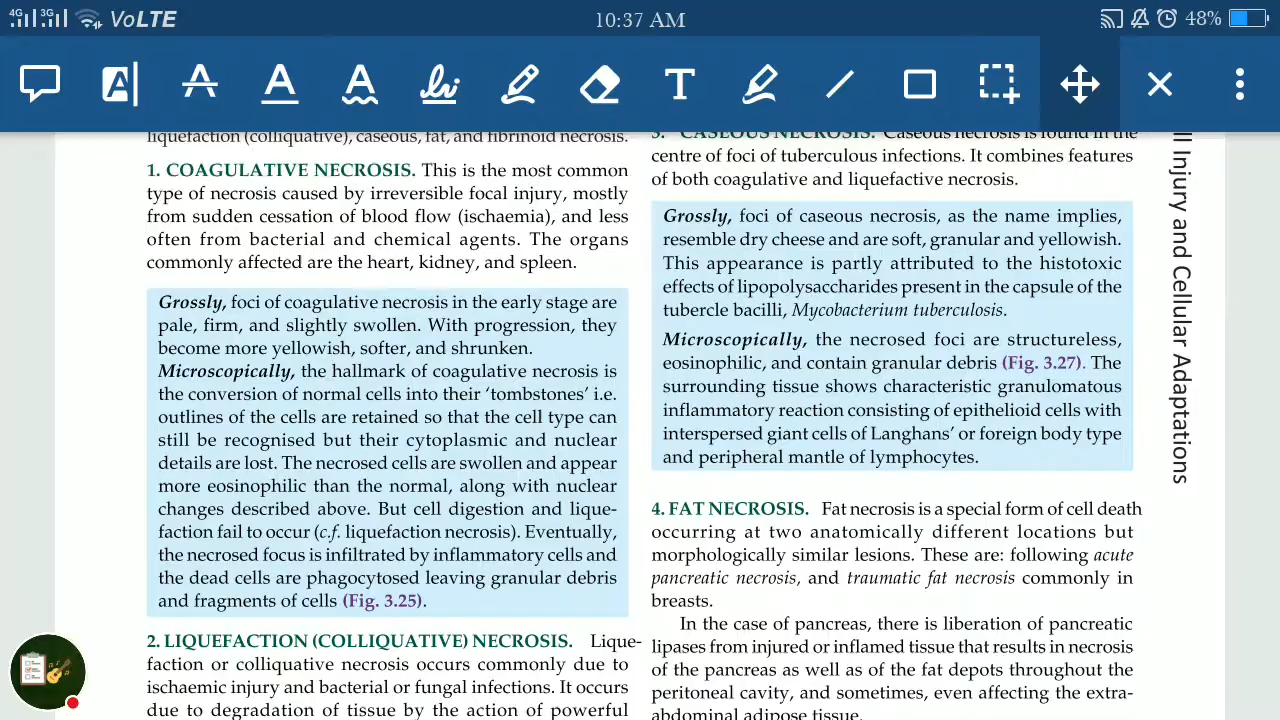 4G 3G VoLTE
10:37 AM
48%
A
A
A
T
liquefaction (colliquative), caseous, fat, and fibrinoid necrosis.
1. COAGULATIVE NECROSIS. This is the most common
type of necrosis caused by irreversible focal injury, mostly
from sudden cessation of blood flow (ischaemia), and less
often from bacterial and chemical agents. The organs
commonly affected are the heart, kidney, and spleen.
Grossly, foci of coagulative necrosis in the early stage are
pale, firm, and slightly swollen. With progression, they
become more yellowish, softer, and shrunken.
Microscopically, the hallmark of coagulative necrosis is
the conversion of normal cells into their ‘tombstones’ i.e.
outlines of the cells are retained so that the cell type can
still be recognised but their cytoplasmic and nuclear
details are lost. The necrosed cells are swollen and appear
more eosinophilic than the normal, along with nuclear
changes described above. But cell digestion and lique-
faction fail to occur (c.f. liquefaction necrosis). Eventually,
the necrosed focus is infiltrated by inflammatory cells and
the dead cells are phagocytosed leaving granular debris
and fragments of cells (Fig. 3.25).
2. LIQUEFACTION (COLLIQUATIVE) NECROSIS. Lique-
faction or colliquative necrosis occurs commonly due to
ischaemic injury and bacterial or fungal infections. It occurs
due to degradation of tissue by the action of powerful
3. CASEOUS NECROSIS. Caseous necrosis is found in the
centre of foci of tuberculous infections. It combines features
of both coagulative and liquefactive necrosis.
Grossly, foci of caseous necrosis, as the name implies,
resemble dry cheese and are soft, granular and yellowish.
This appearance is partly attributed to the histotoxic
effects of lipopolysaccharides present in the capsule of the
tubercle bacilli, Mycobacterium tuberculosis.
Microscopically, the necrosed foci are structureless,
eosinophilic, and contain granular debris (Fig. 3.27). The
surrounding tissue shows characteristic granulomatous
inflammatory reaction consisting of epithelioid cells with
interspersed giant cells of Langhans’ or foreign body type
and peripheral mantle of lymphocytes.
4. FAT NECROSIS. Fat necrosis is a special form of cell death
occurring at two anatomically different locations but
morphologically similar lesions. These are: following acute
pancreatic necrosis, and traumatic fat necrosis commonly in
breasts.
In the case of pancreas, there is liberation of pancreatic
lipases from injured or inflamed tissue that results in necrosis
of the pancreas as well as of the fat depots throughout the
peritoneal cavity, and sometimes, even affecting the extra-
abdominal adipose tissue.
ll Injury and Cellular Adaptations